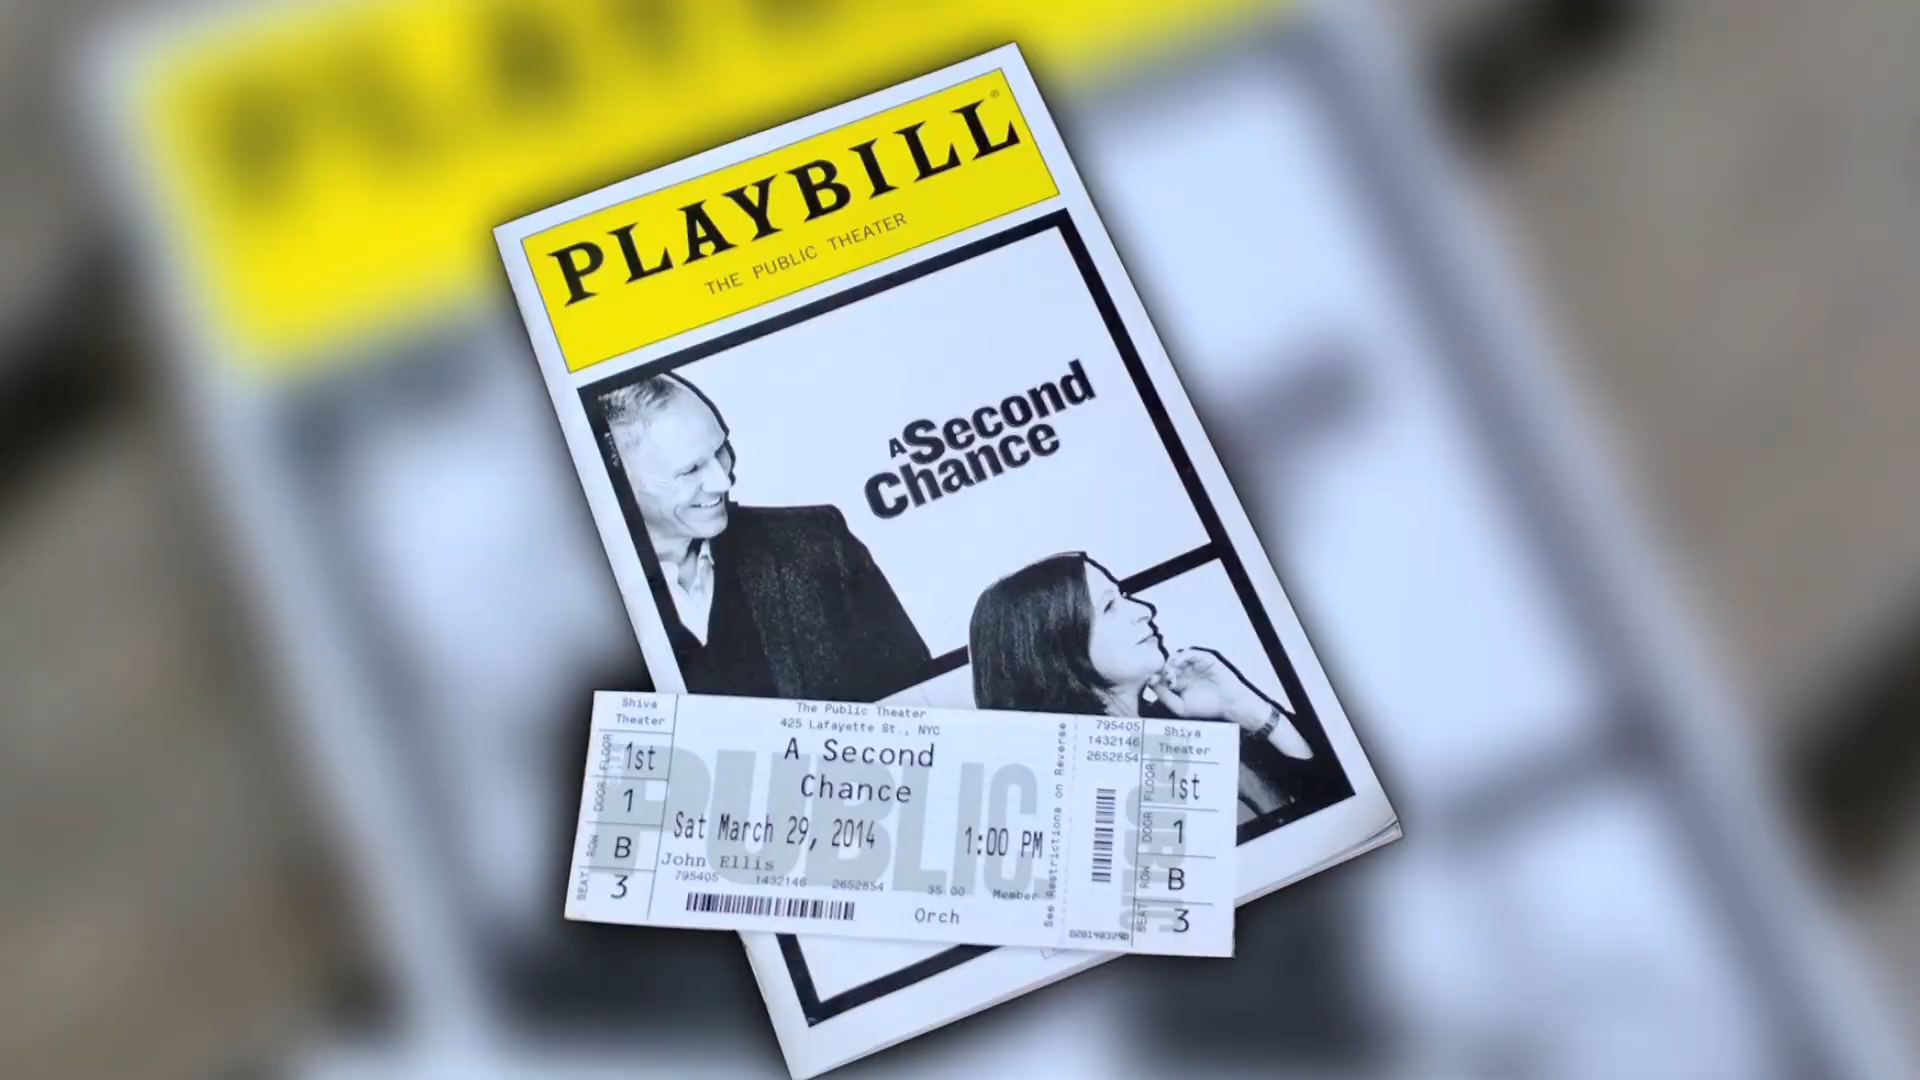 PLAYBILL®
THE PUBLIC THEATER
A Second
Chance
Shiva
Theater
FLOOR 1st
DOOR 1
ROW B
SEAT 3
The Public Theater
425 Lafayette St., NYC
A Second
Chance
Sat March 29, 2014 1:00 PM
John Ellis
795405 1432146 2652654 35.00 Member
Orch
PUBLIC.
See Restrictions on Reverse
795405
1432146
2652654
Shiva
Theater
FLOOR 1st
DOOR 1
ROW B
SEAT 3